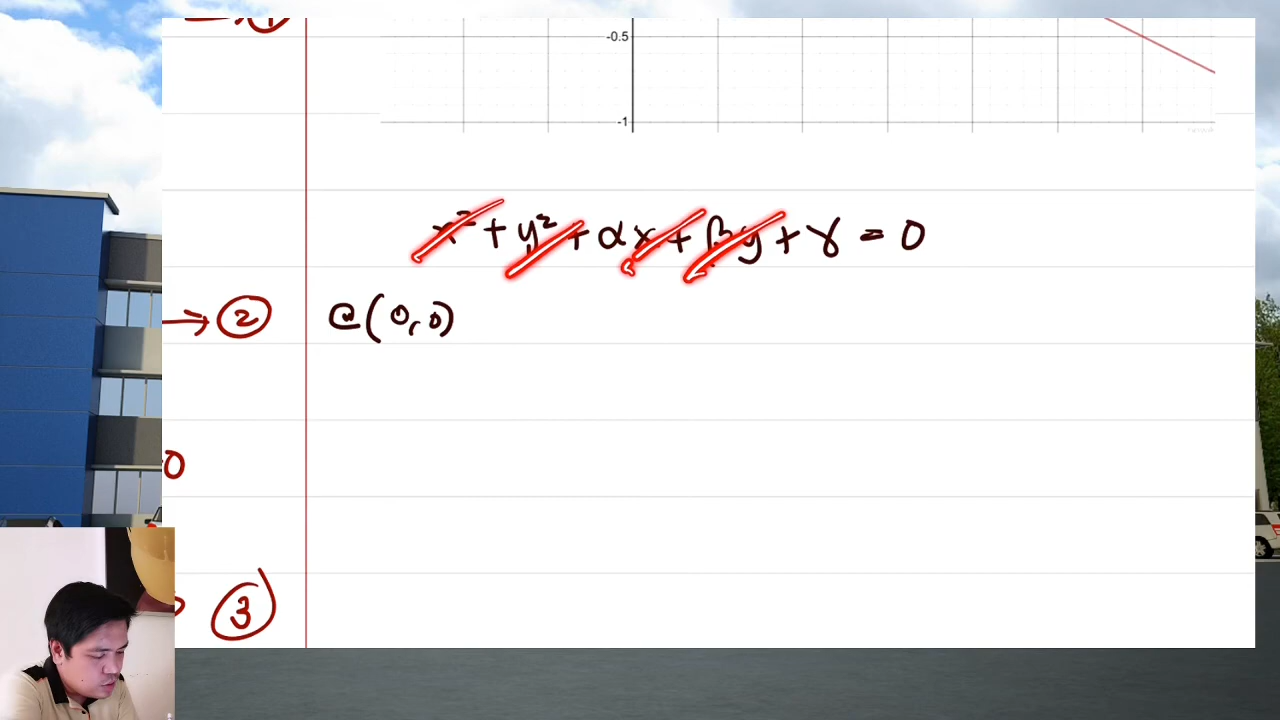 -0.5
-1
x² + y² + αx + βy + γ = 0
→ ② @(0,0)
0
③